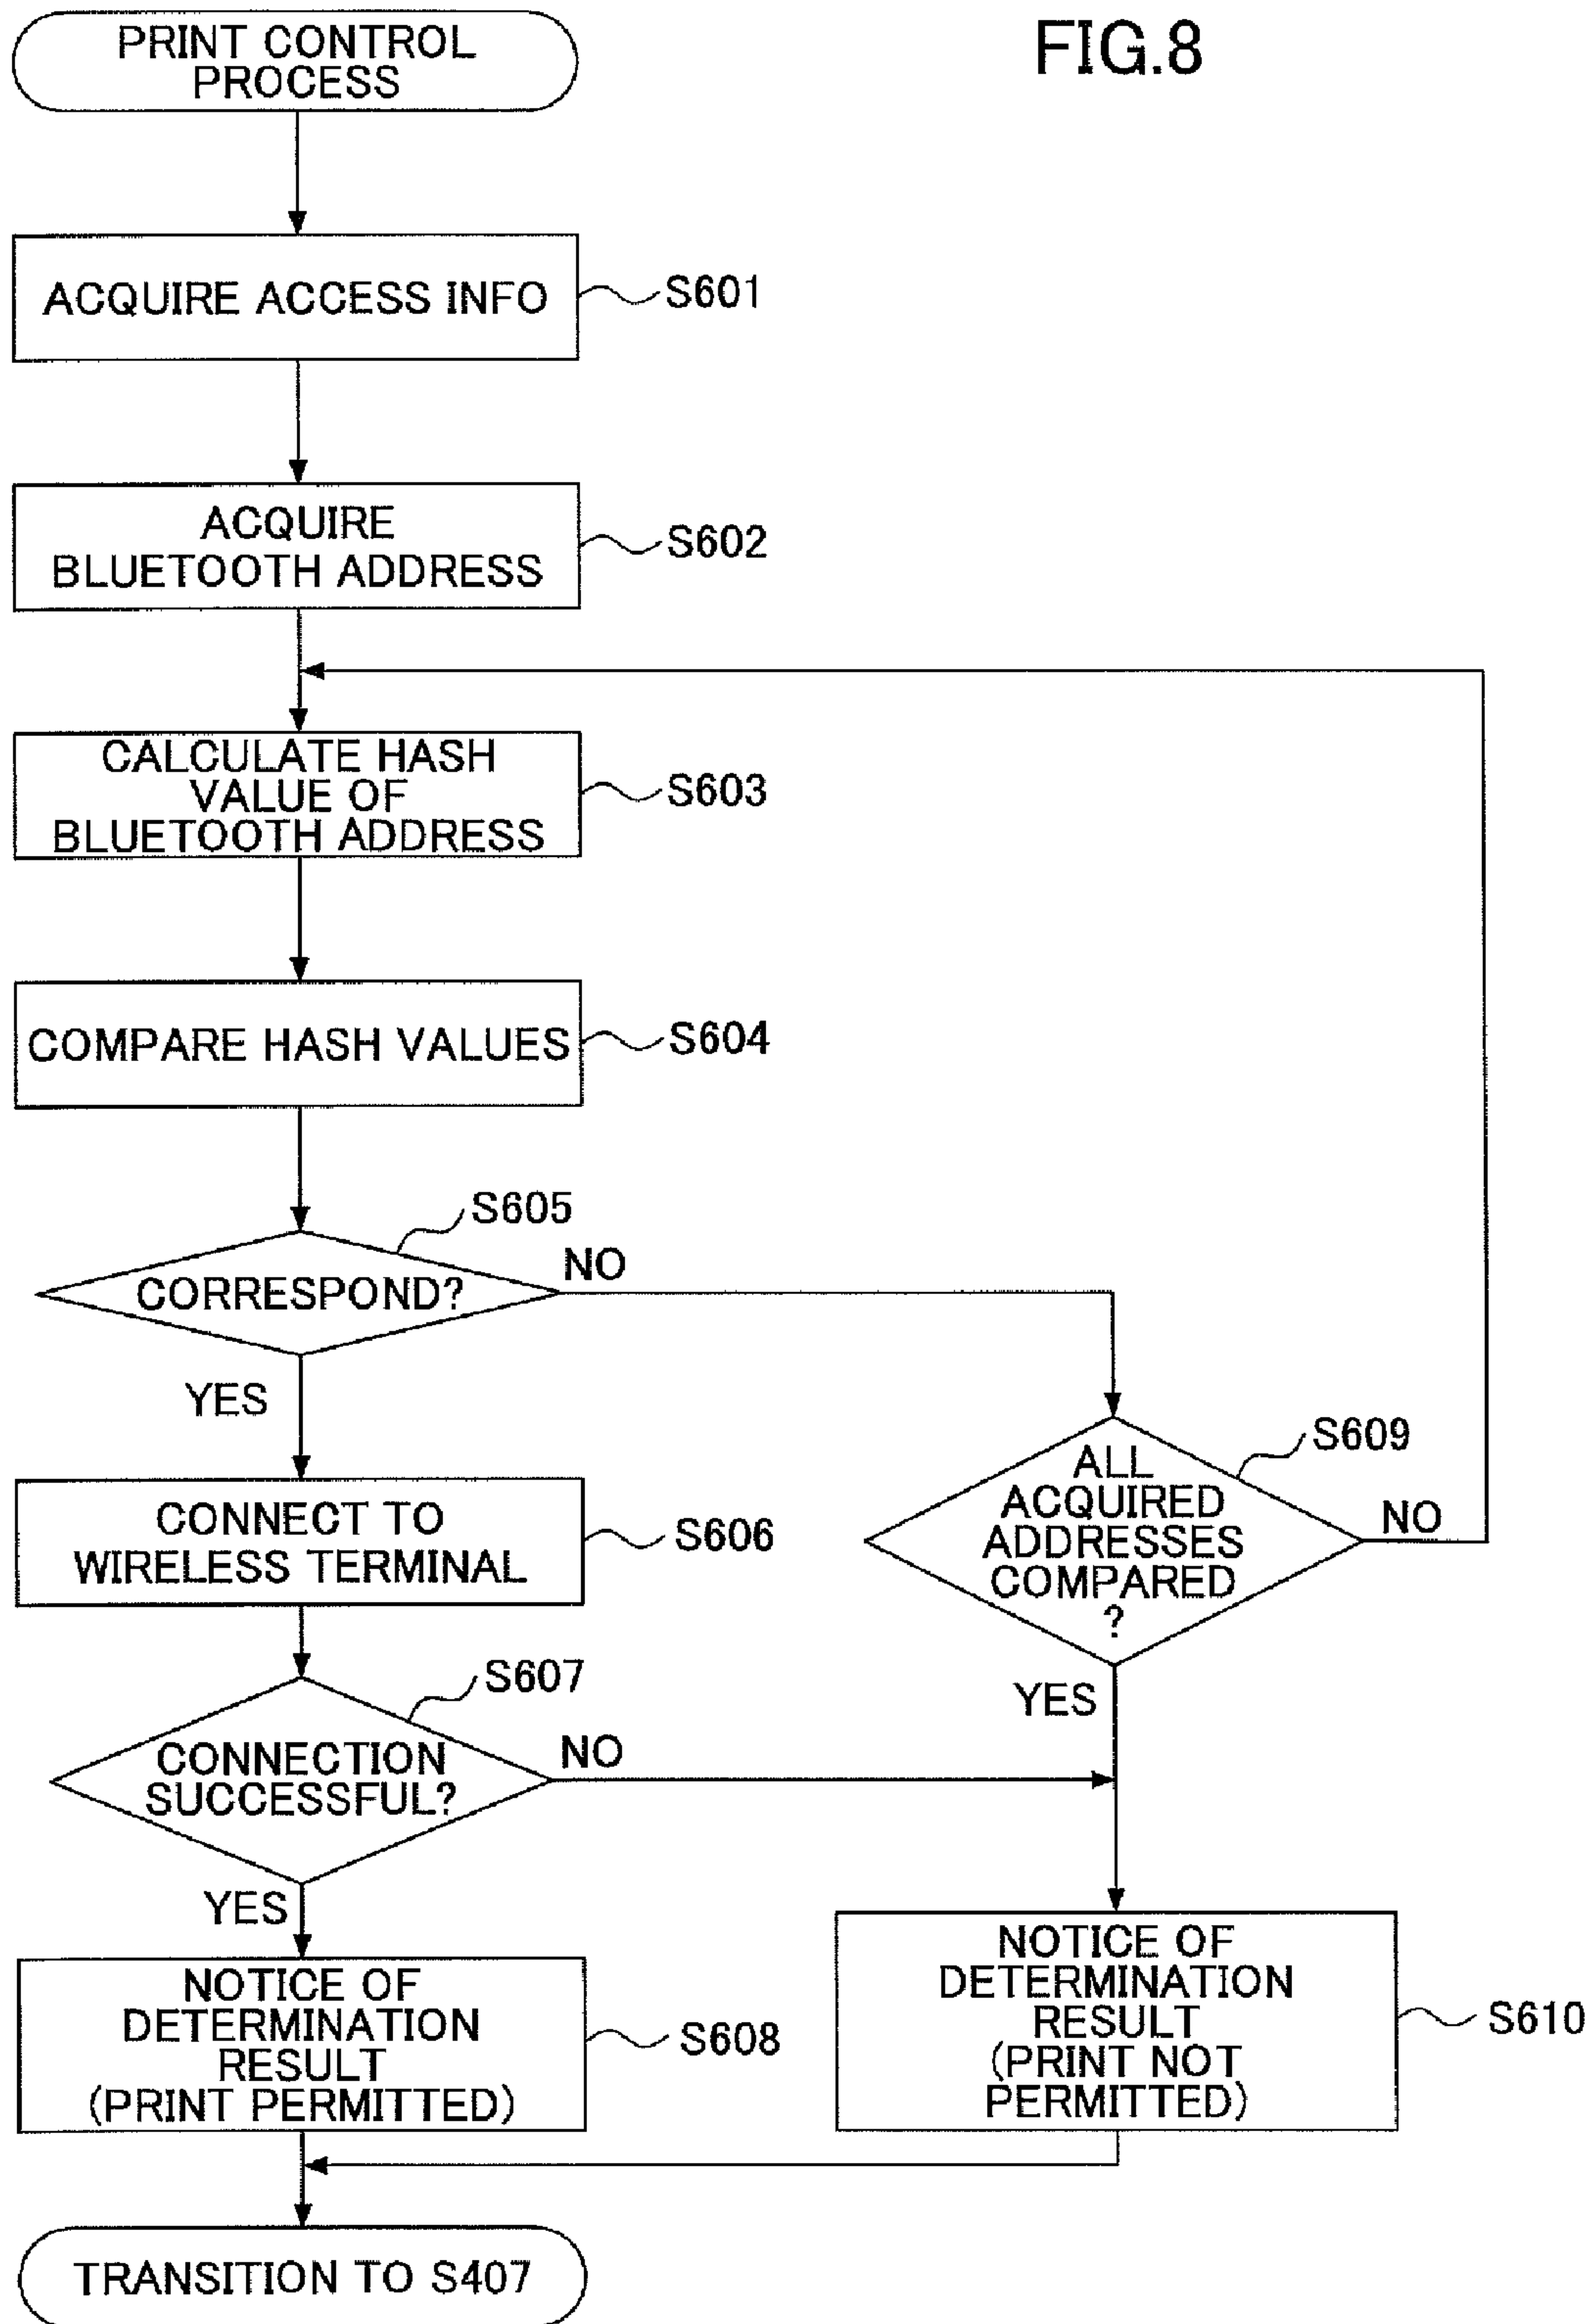 FIG.8
PRINT CONTROL
PROCESS
ACQUIRE ACCESS INFO
S601
ACQUIRE
BLUETOOTH ADDRESS
S602
CALCULATE HASH
VALUE OF
BLUETOOTH ADDRESS
S603
COMPARE HASH VALUES
S604
S605
CORRESPOND?
NO
YES
S609
ALL
ACQUIRED
ADDRESSES
COMPARED
?
NO
YES
CONNECT TO
WIRELESS TERMINAL
S606
S607
CONNECTION
SUCCESSFUL?
NO
YES
NOTICE OF
DETERMINATION
RESULT
(PRINT PERMITTED)
S608
NOTICE OF
DETERMINATION
RESULT
(PRINT NOT
PERMITTED)
S610
TRANSITION TO S407